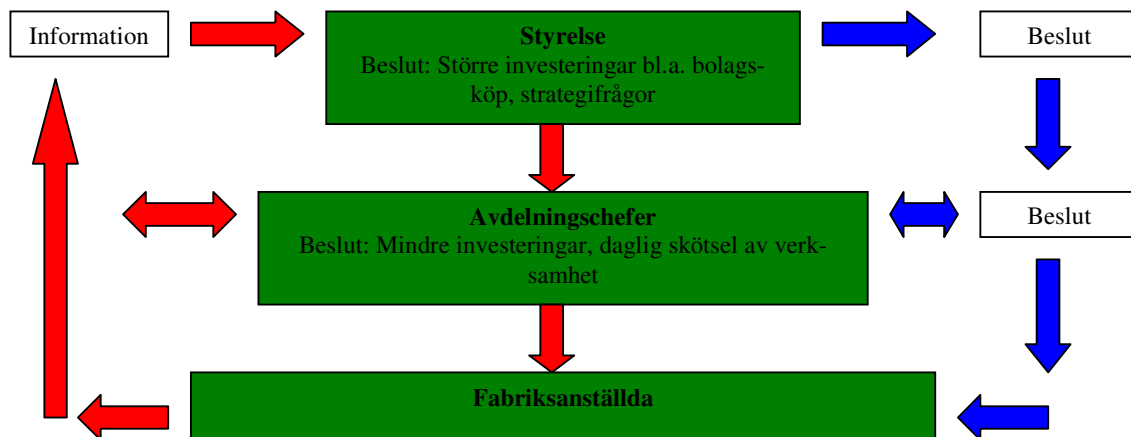 Information
Styrelse
Beslut: Större investeringar bl.a. bolags-
köp, strategifrågor
Beslut
Avdelningschefer
Beslut: Mindre investeringar, daglig skötsel av verk-
samhet
Beslut
Fabriksanställda